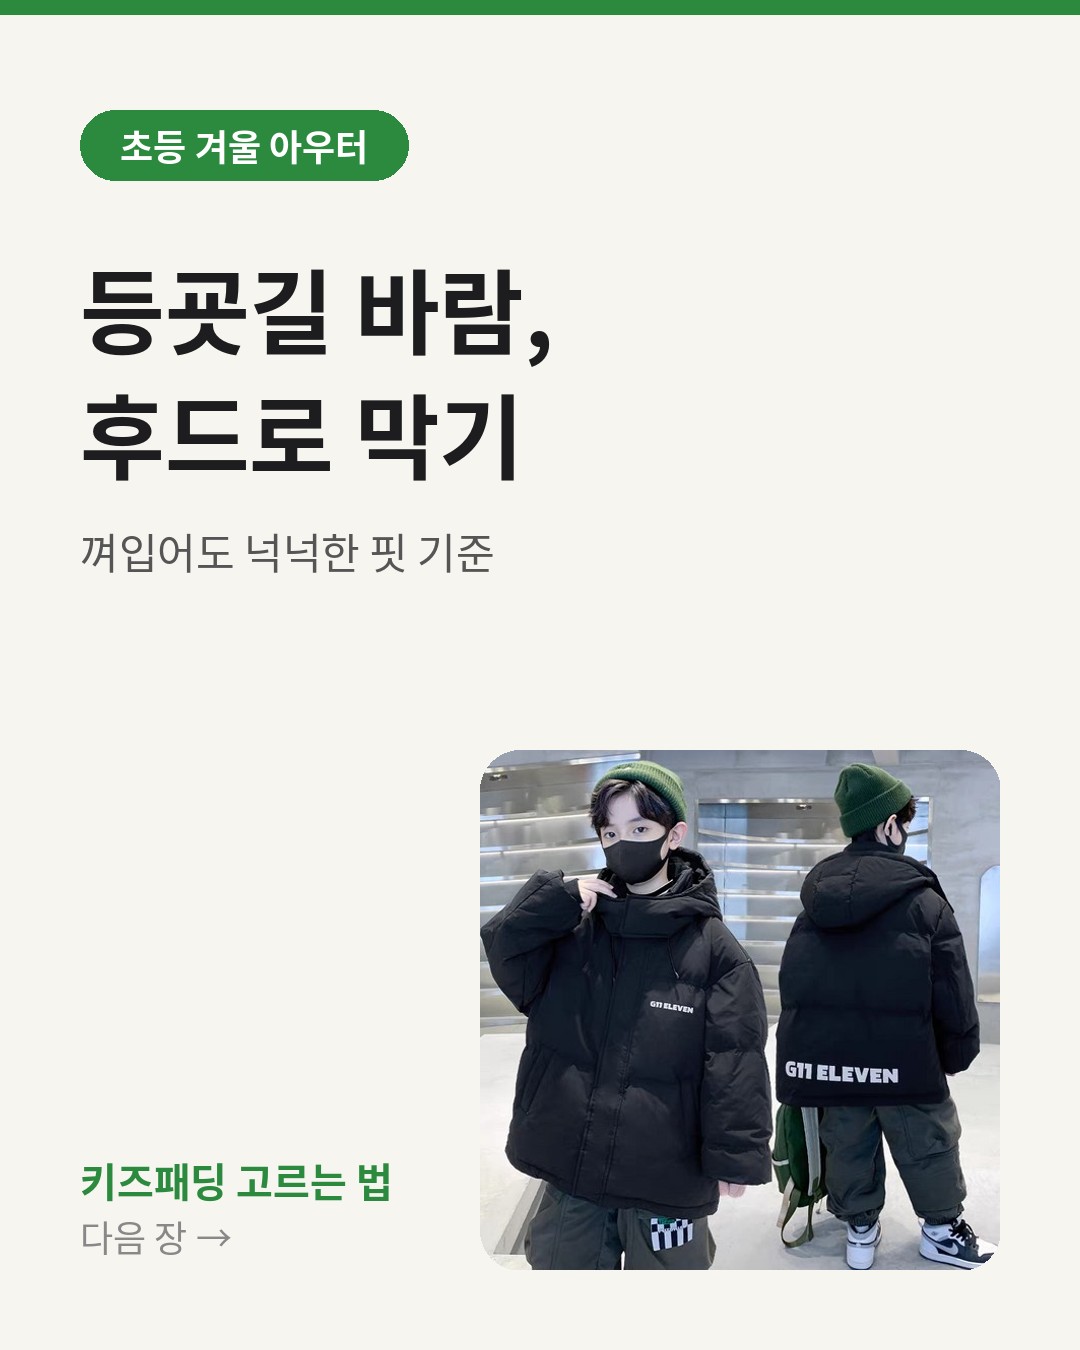 초등 겨울 아우터
등굣길 바람,
후드로 막기
껴입어도 넉넉한 핏 기준
G11 ELEVEN
G11 ELEVEN
키즈패딩 고르는 법
다음 장 →